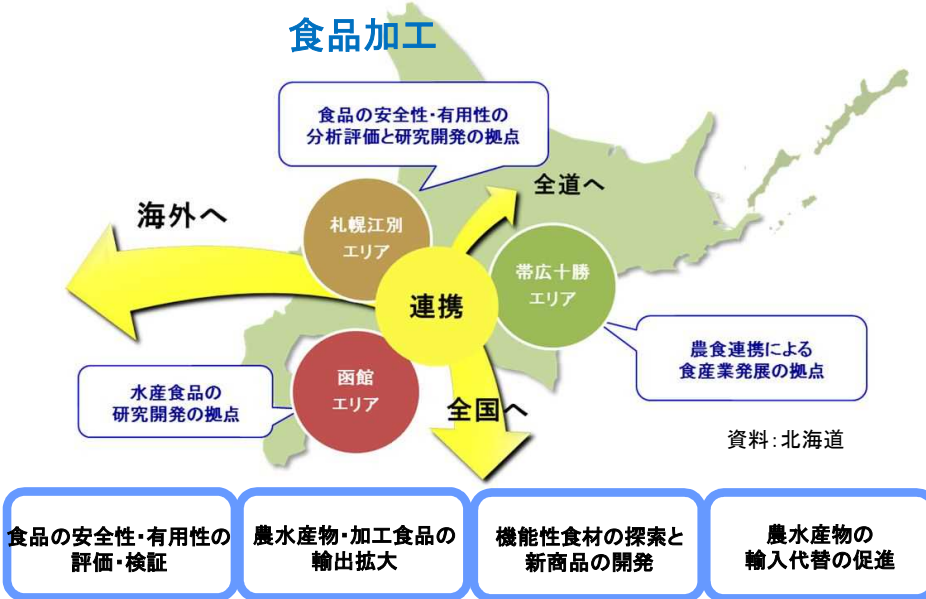 食品加工
食品の安全性・有用性の
分析評価と研究開発の拠点
全道へ
海外へ
札幌江別
エリア
帯広十勝
エリア
連携
農食連携による
食産業発展の拠点
函館
エリア
水産食品の
研究開発の拠点
全国へ
資料：北海道
食品の安全性・有用性の
評価・検証
農水産物・加工食品の
輸出拡大
機能性食材の探索と
新商品の開発
農水産物の
輸入代替の促進